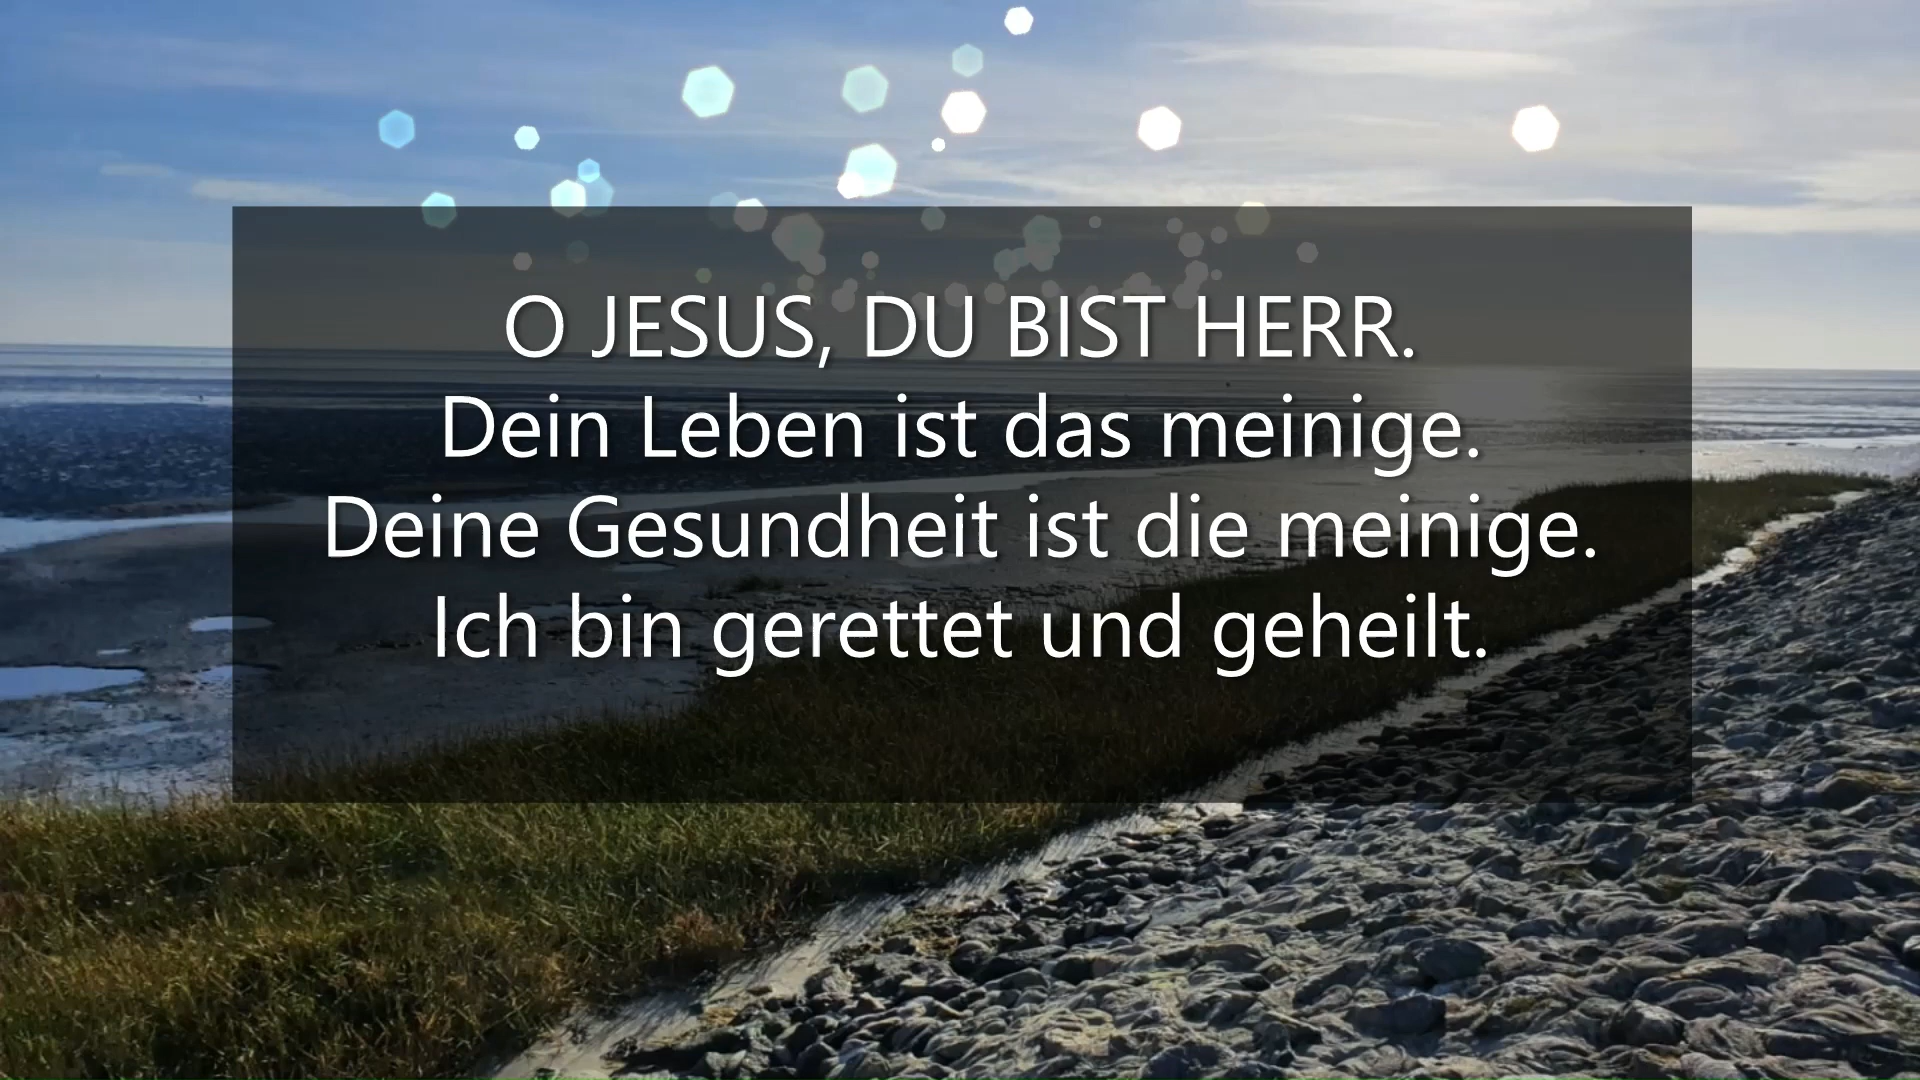 O JESUS, DU BIST HERR.
Dein Leben ist das meinige.
Deine Gesundheit ist die meinige.
Ich bin gerettet und geheilt.